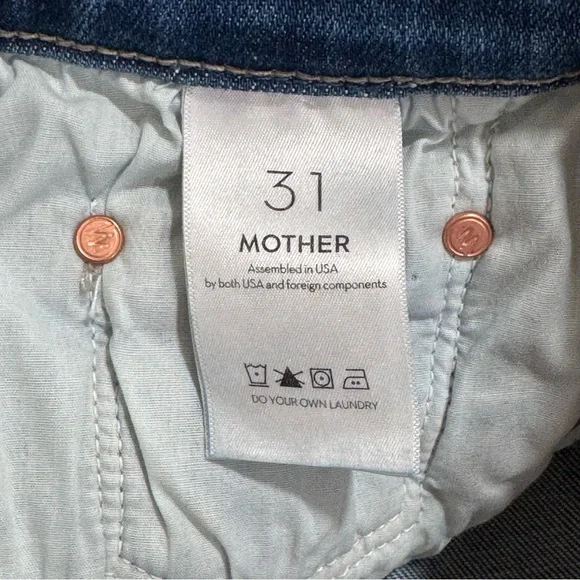 31
MOTHER
Assembled in USA
by both USA and foreign components
DO YOUR OWN LAUNDRY